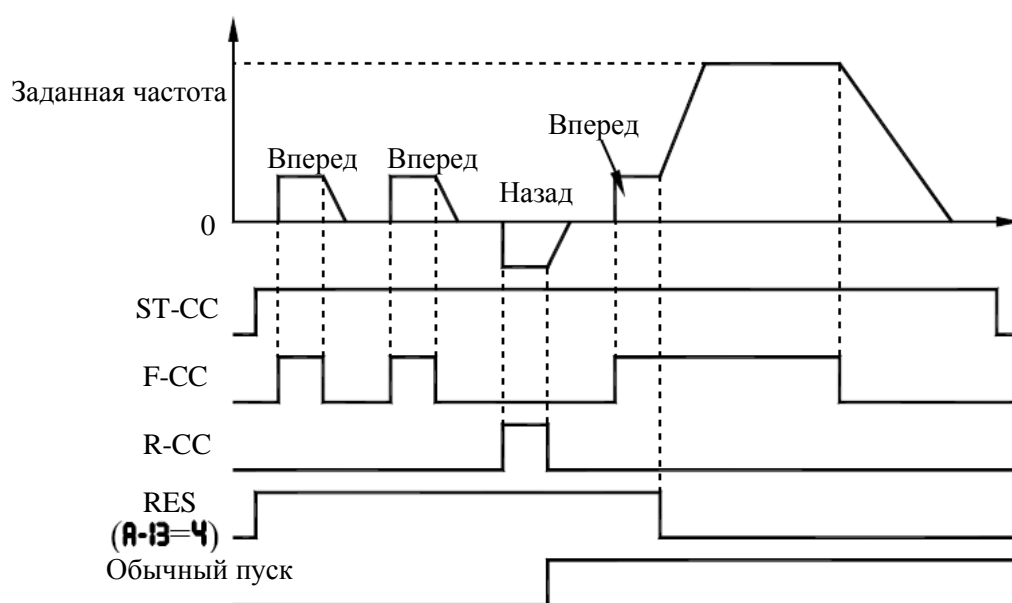 Заданная частота
Вперед
Вперед
Назад
Вперед
0
ST-CC
F-CC
R-CC
RES
(A-13=4)
Обычный пуск